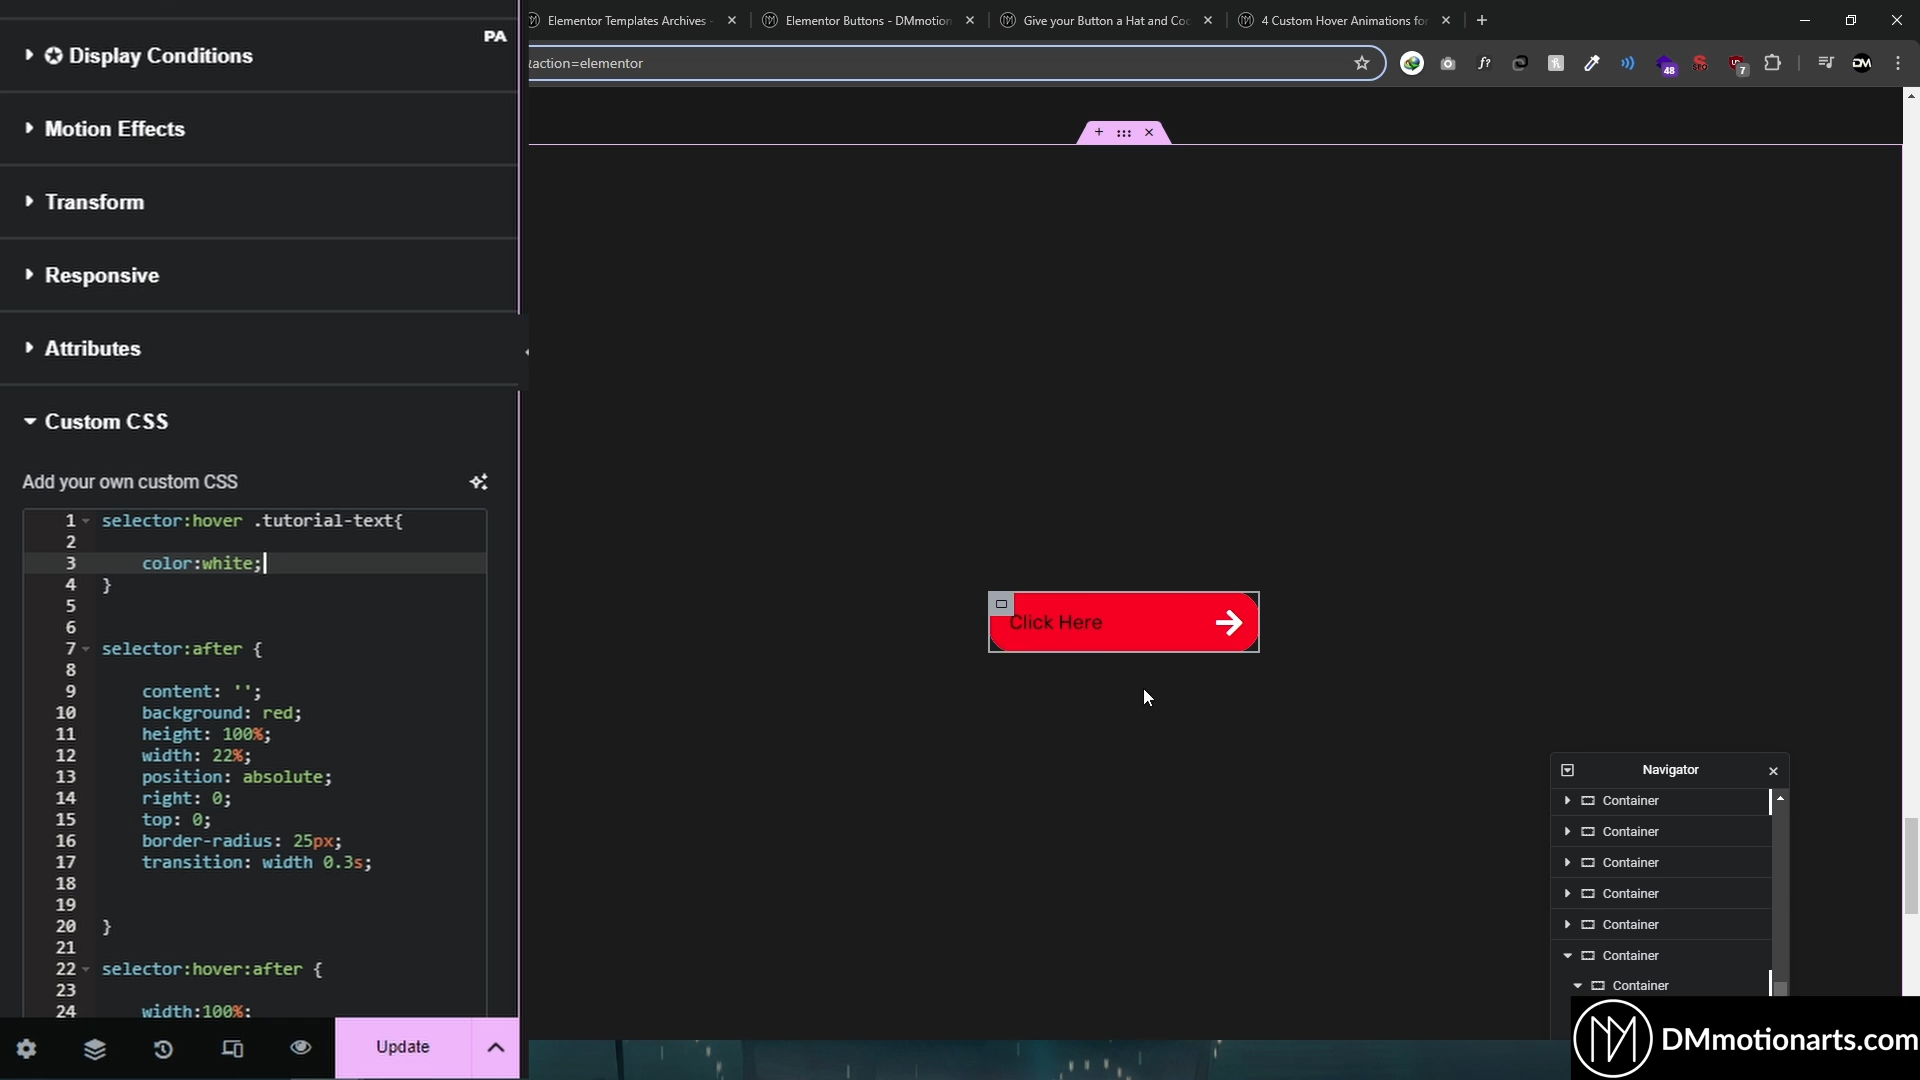 Elementor Templates Archives -
Elementor Buttons - DMmotion
Give your Button a Hat and Coo
4 Custom Hover Animations for
action=elementor
f?
48
7
DM
PA
Display Conditions
Motion Effects
Transform
Responsive
Attributes
Custom CSS
Add your own custom CSS
1 selector:hover .tutorial-text{
2
3 color:white;
4 }
5
6
7 selector:after {
8
9 content: '';
10 background: red;
11 height: 100%;
12 width: 22%;
13 position: absolute;
14 right: 0;
15 top: 0;
16 border-radius: 25px;
17 transition: width 0.3s;
18
19
20 }
21
22 selector:hover:after {
23
24 width:100%;
Update
Click Here
Navigator
Container
Container
Container
Container
Container
Container
Container
DMmotionarts.com